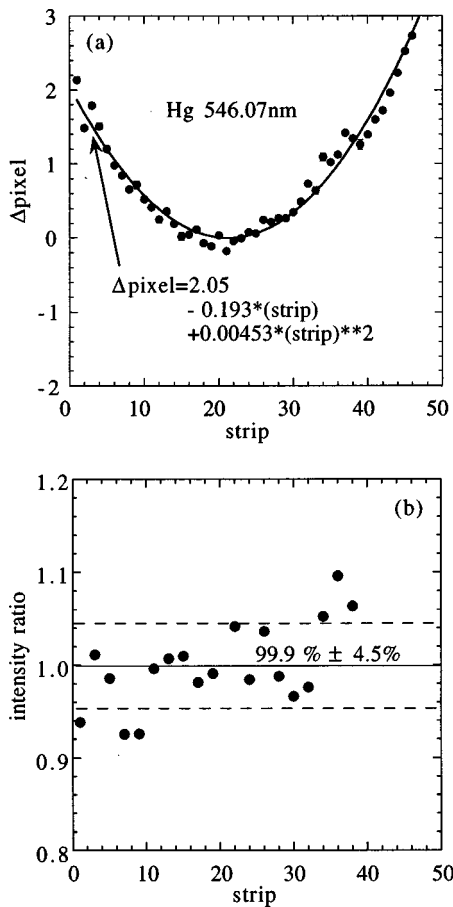 (a)
3
2
1
0
-1
-2
Δpixel
Hg 546.07nm
Δpixel=2.05
- 0.193*(strip)
+0.00453*(strip)**2
0 10 20 30 40 50
strip
(b)
1.2
1.1
1.0
0.9
0.8
intensity ratio
99.9 % ± 4.5%
0 10 20 30 40 50
strip